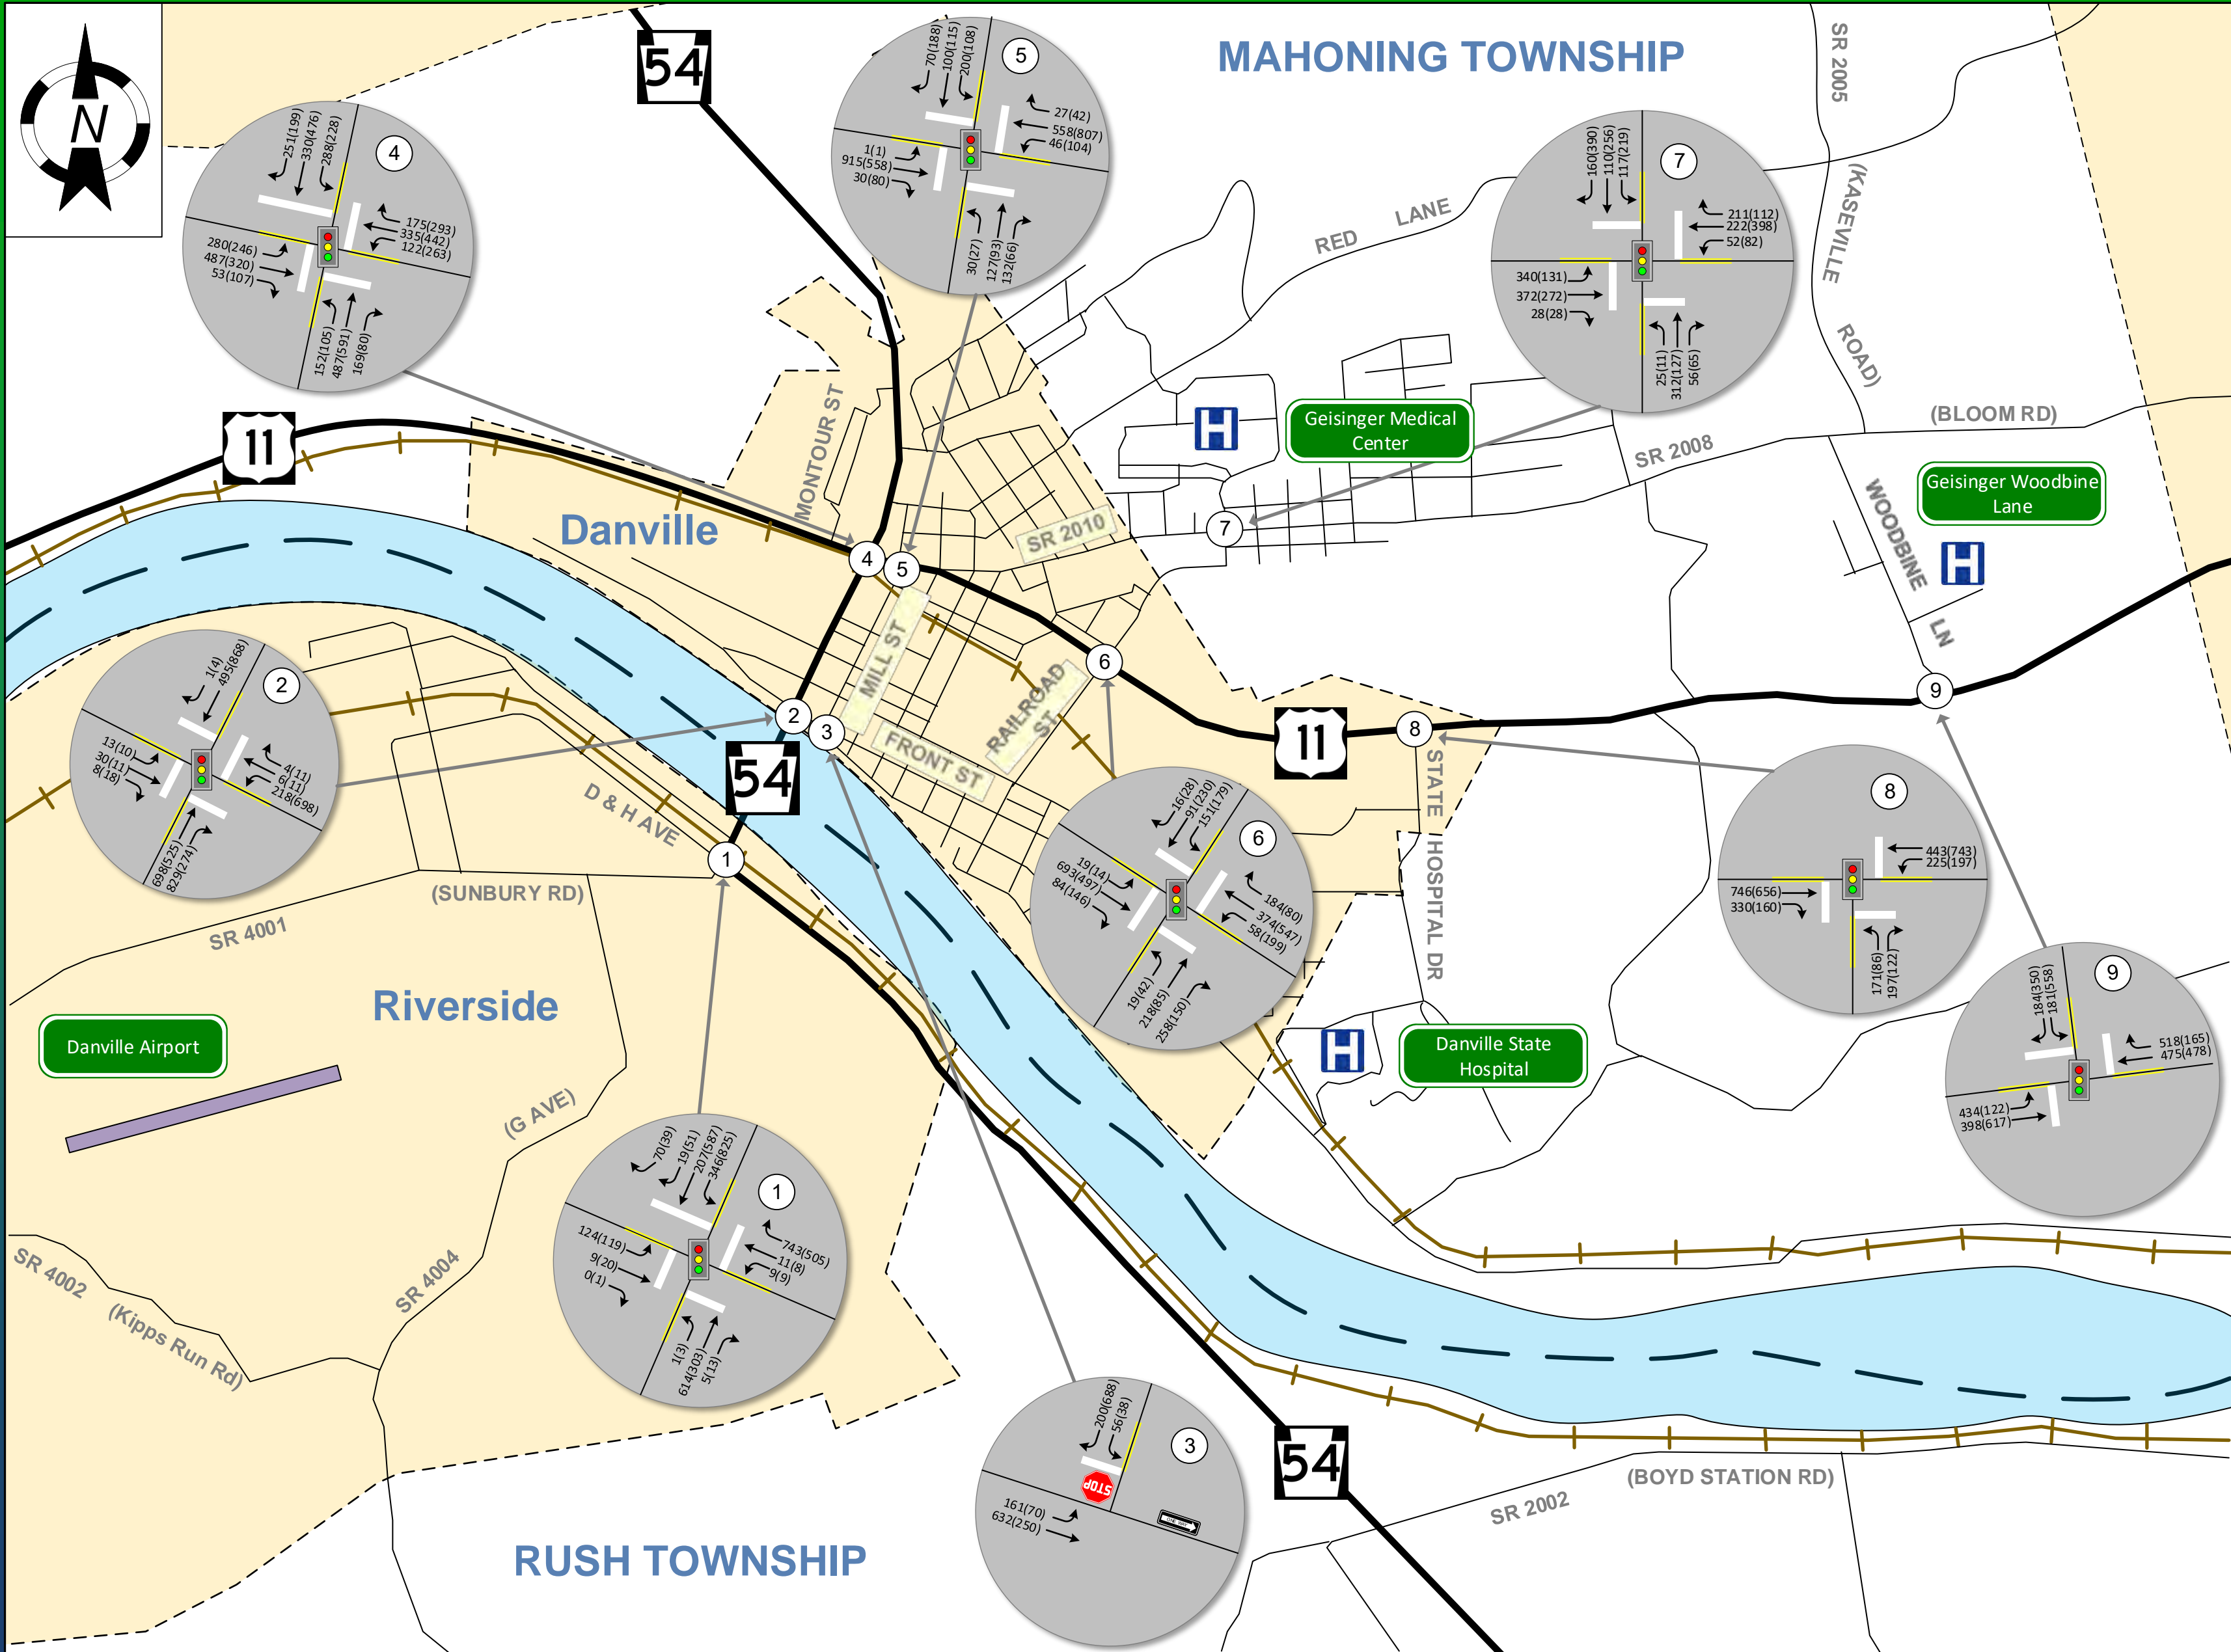 N
54
MAHONING TOWNSHIP
SR 2005
(KASEVILLE
ROAD)
4
251(199)
330(476)
288(228)
175(293)
335(442)
122(263)
280(246)
487(320)
53(107)
152(105)
487(591)
169(80)
5
70(188)
100(115)
200(108)
27(42)
558(807)
46(104)
1(1)
915(558)
30(80)
30(27)
127(93)
132(66)
7
160(390)
110(256)
117(219)
211(112)
222(398)
52(82)
340(131)
372(272)
28(28)
25(11)
312(127)
56(65)
RED LANE
MONTOUR ST
11
H
Geisinger Medical
Center
(BLOOM RD)
SR 2008
Geisinger Woodbine
Lane
H
WOODBINE
LN
Danville
SR 2010
7
4
5
MILL ST
6
RAILROAD
ST
FRONT ST
2
3
54
11
8
9
STATE HOSPITAL DR
D & H AVE
1
2
1(4)
495(868)
4(11)
6(11)
218(698)
13(10)
30(11)
8(18)
698(525)
829(274)
(SUNBURY RD)
SR 4001
Riverside
Danville Airport
6
16(28)
91(230)
151(179)
184(80)
374(547)
58(199)
19(14)
693(497)
84(146)
19(42)
218(85)
258(150)
8
443(743)
225(197)
746(656)
330(160)
171(86)
197(122)
9
184(350)
181(558)
518(165)
475(478)
434(122)
398(617)
H
Danville State
Hospital
(G AVE)
SR 4004
SR 4002
(Kipps Run Rd)
1
70(39)
19(51)
207(587)
346(825)
743(505)
11(8)
9(9)
124(119)
9(20)
0(1)
1(3)
614(303)
5(13)
3
200(688)
56(38)
STOP
161(70)
632(250)
54
(BOYD STATION RD)
SR 2002
RUSH TOWNSHIP